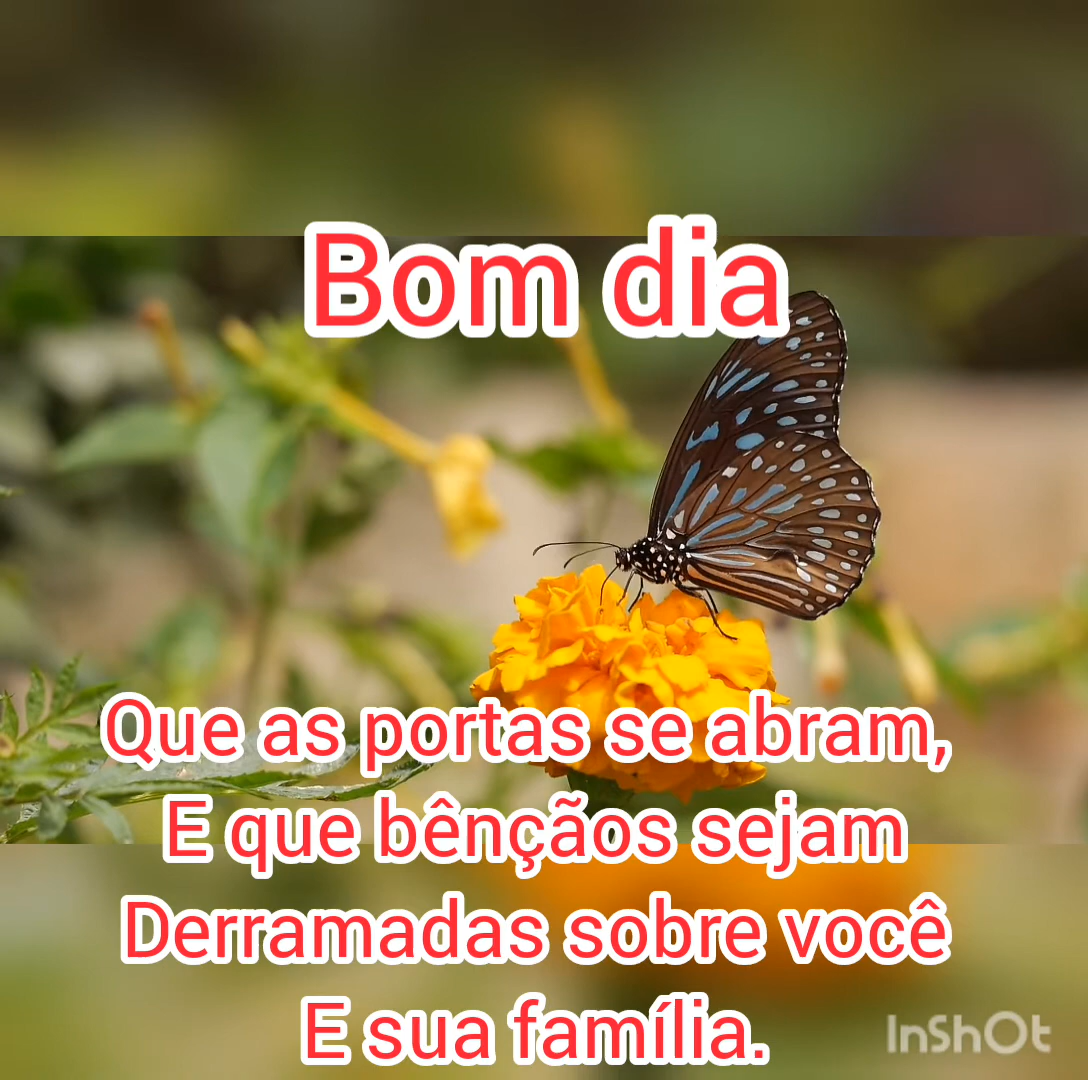 Bom dia
Que as portas se abram,
E que bênçãos sejam
Derramadas sobre você
E sua família.
InShOt